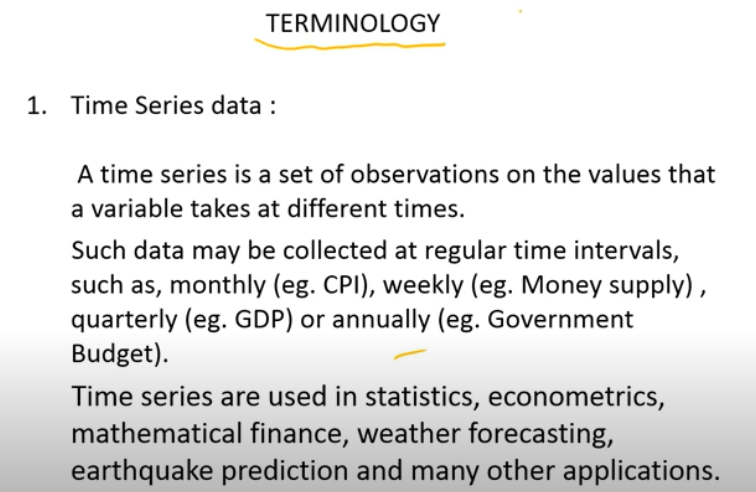 TERMINOLOGY
1. Time Series data :
A time series is a set of observations on the values that
a variable takes at different times.
Such data may be collected at regular time intervals,
such as, monthly (eg. CPI), weekly (eg. Money supply) ,
quarterly (eg. GDP) or annually (eg. Government
Budget).
Time series are used in statistics, econometrics,
mathematical finance, weather forecasting,
earthquake prediction and many other applications.